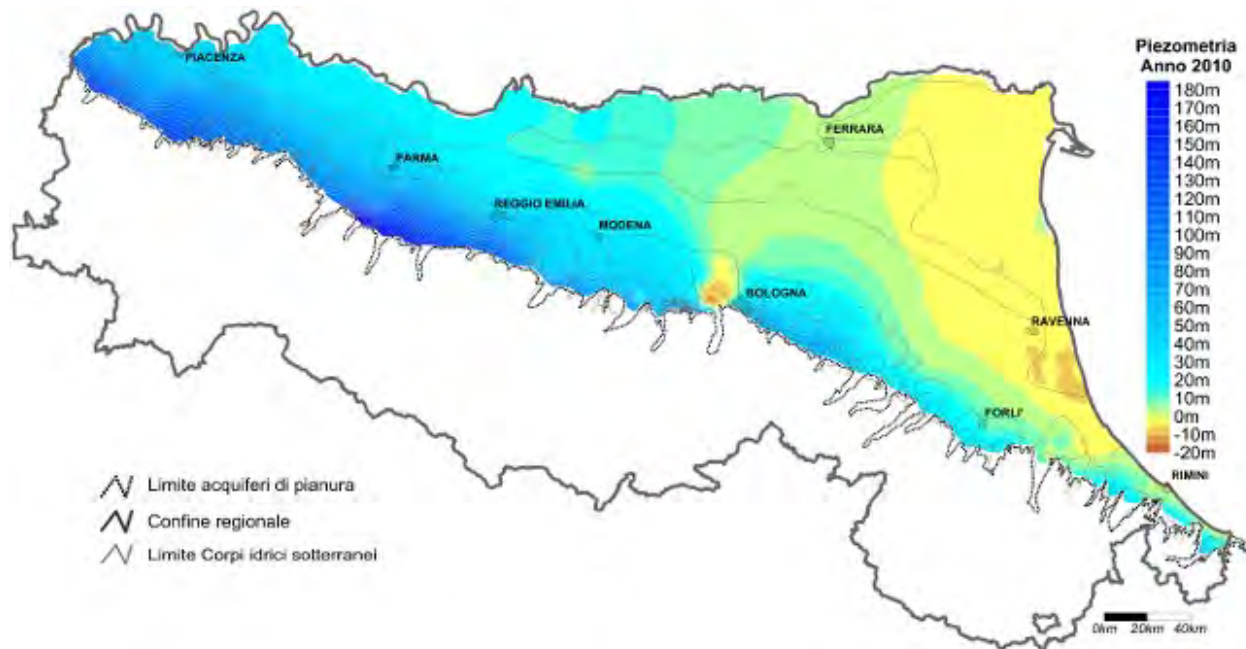 PIACENZA
PARMA
REGGIO EMILIA
MODENA
BOLOGNA
FERRARA
RAVENNA
FORLI'
RIMINI
Piezometria
Anno 2010
180m
170m
160m
150m
140m
130m
120m
110m
100m
90m
80m
70m
60m
50m
40m
30m
20m
10m
0m
-10m
-20m
Limite acquiferi di pianura
Confine regionale
Limite Corpi idrici sotterranei
0km 20km 40km